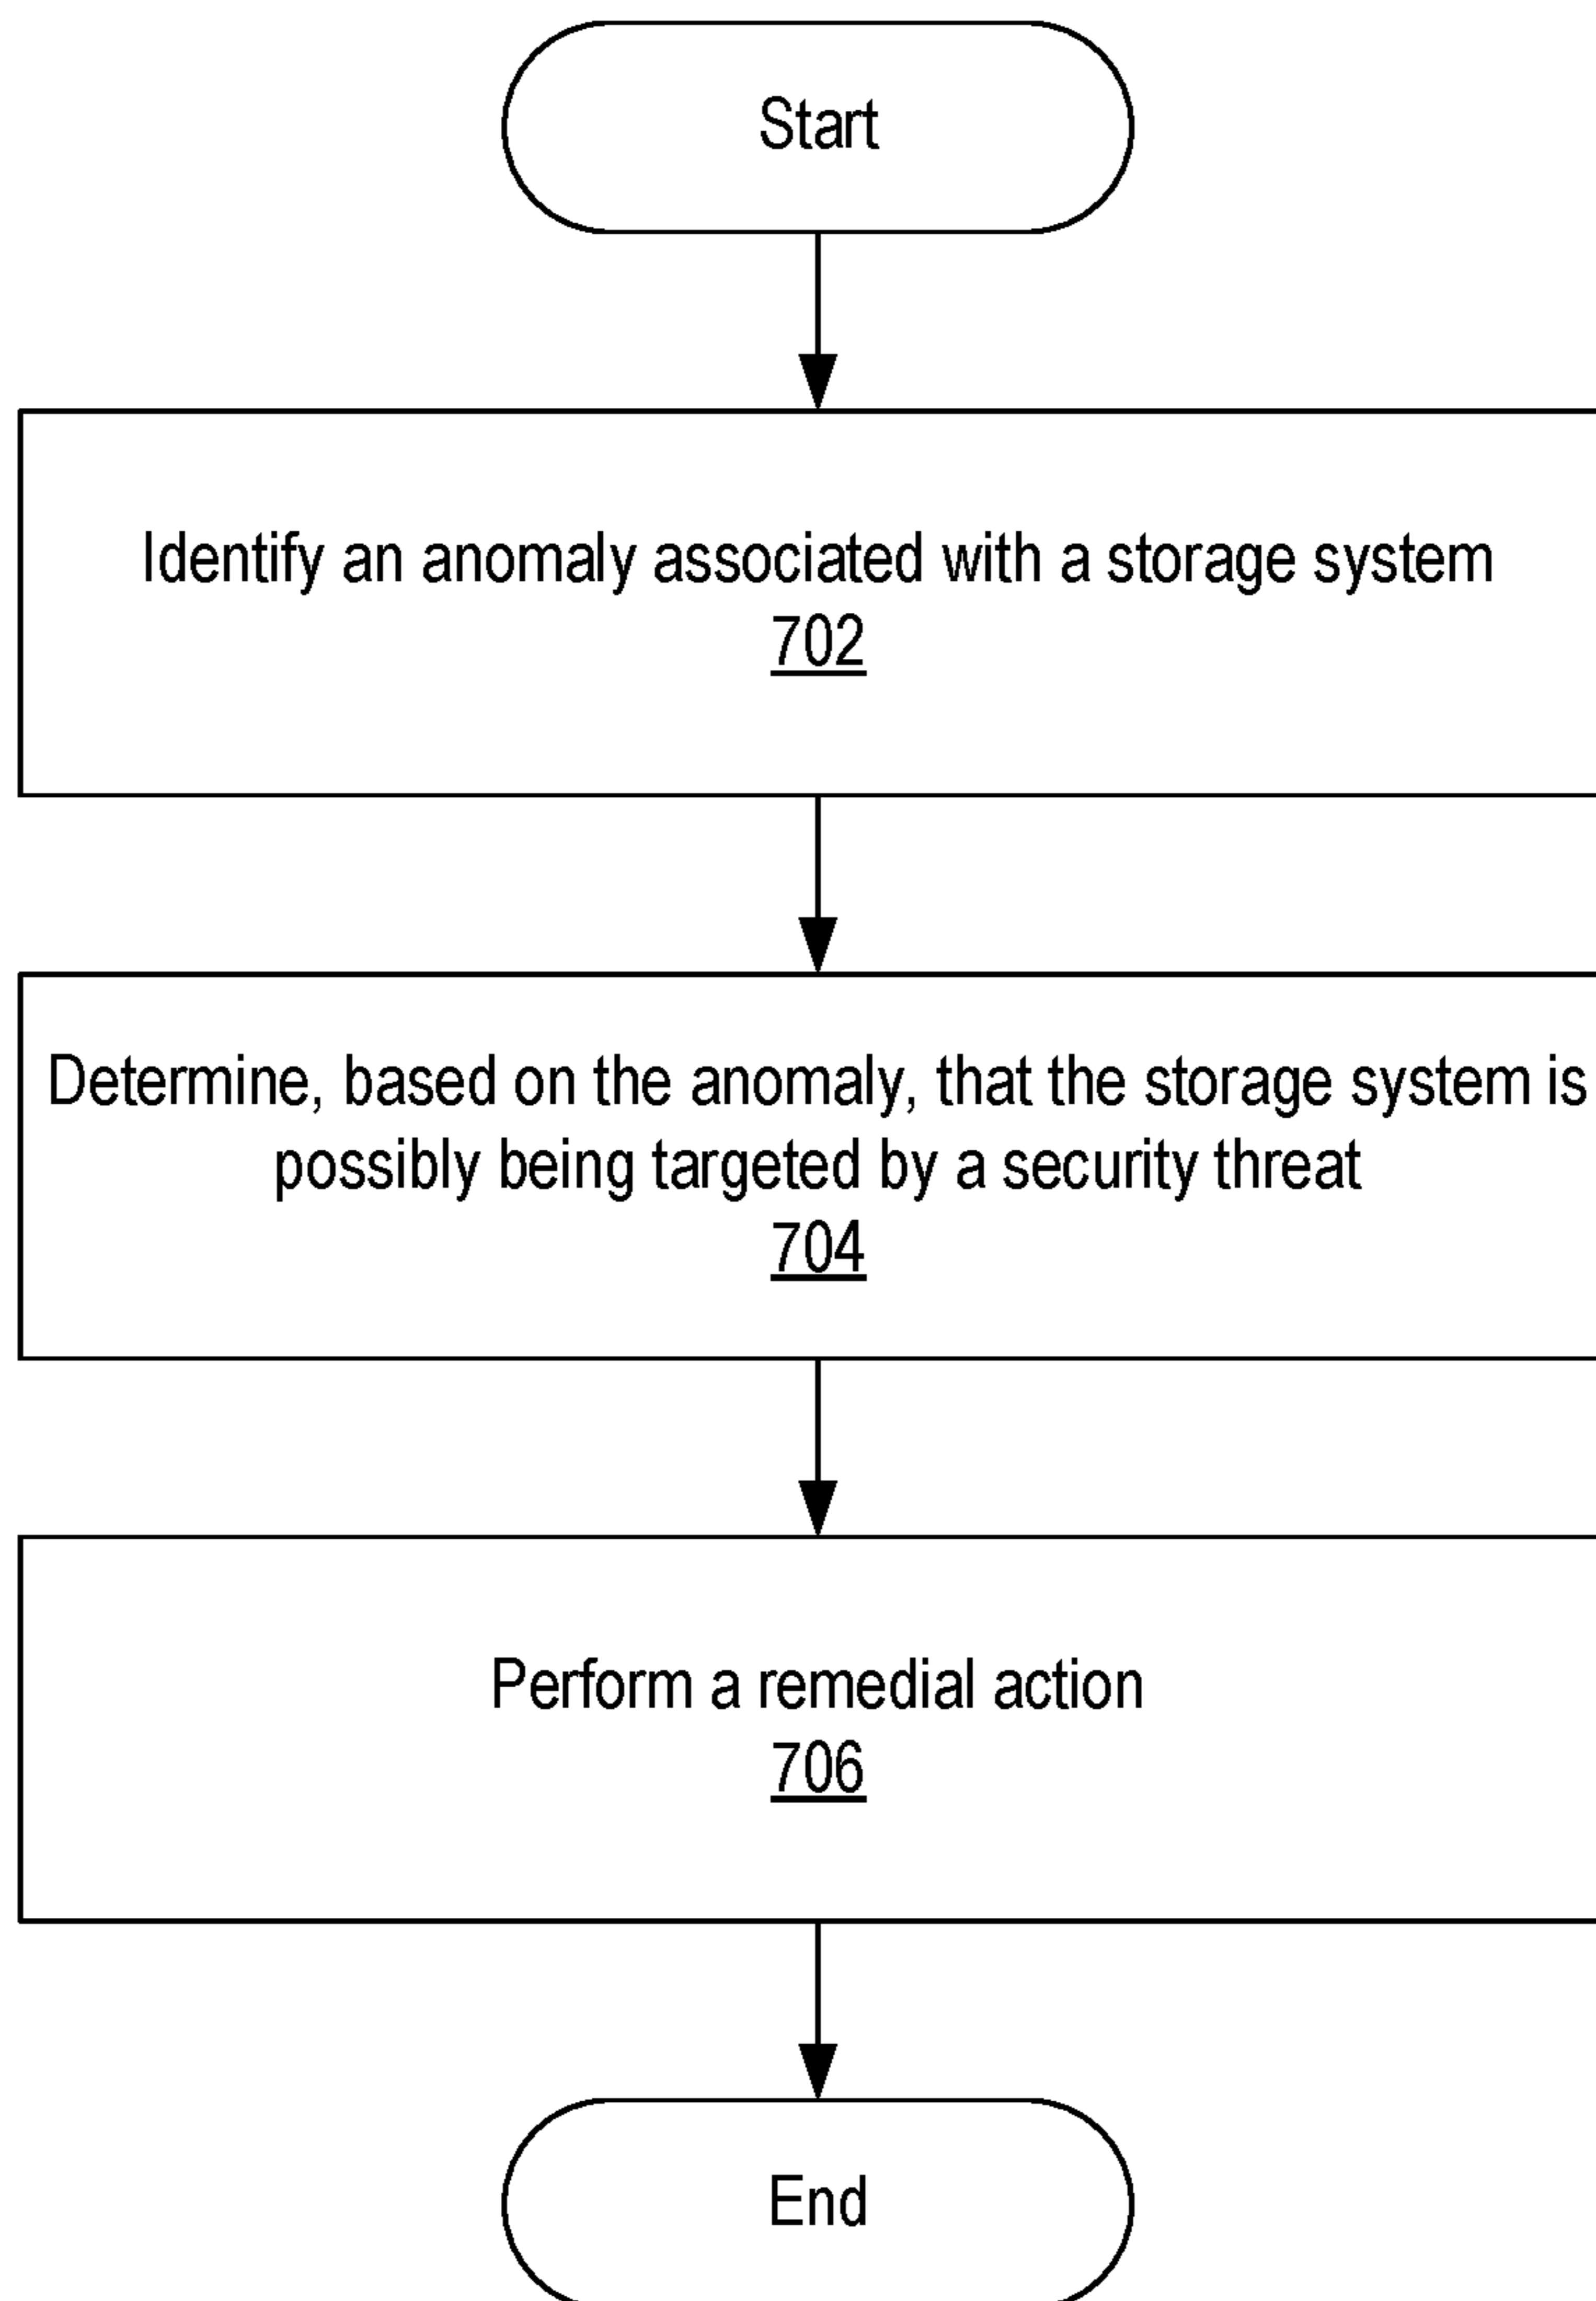 Start
Identify an anomaly associated with a storage system
702
Determine, based on the anomaly, that the storage system is
possibly being targeted by a security threat
704
Perform a remedial action
706
End